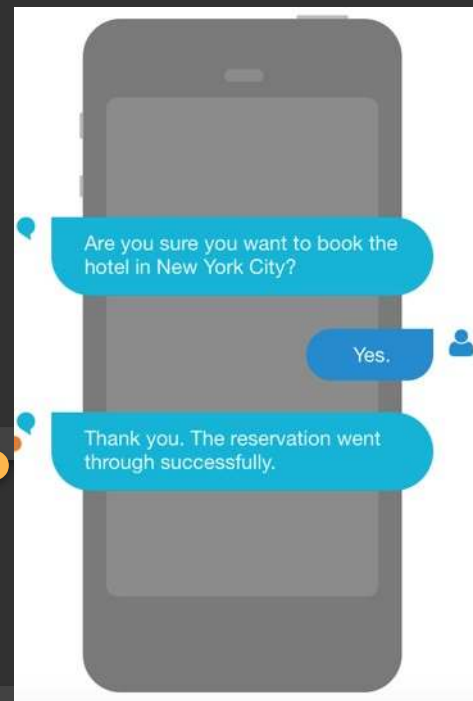 Are you sure you want to book the
hotel in New York City?
Yes.
Thank you. The reservation went
through successfully.